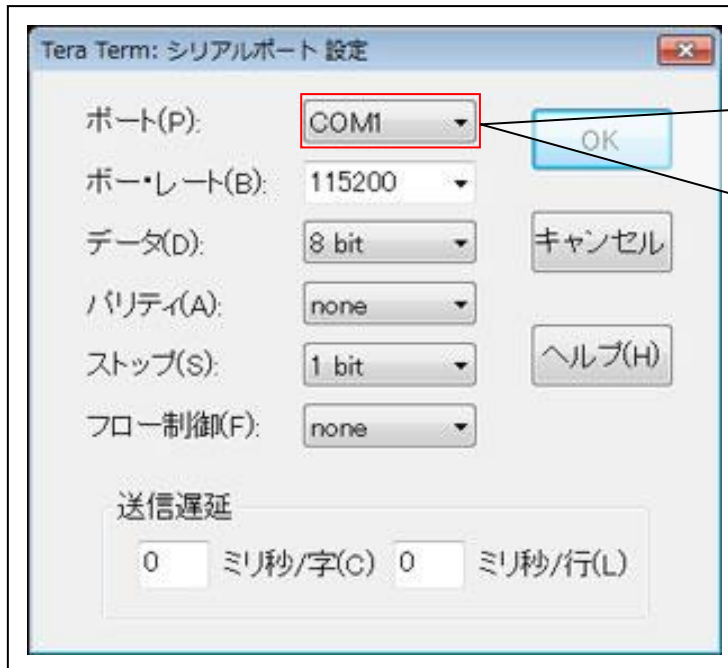 Tera Term: シリアルポート 設定
ポート(P): COM1
OK
ボー・レート(B): 115200
データ(D): 8 bit
キャンセル
パリティ(A): none
ストップ(S): 1 bit
ヘルプ(H)
フロー制御(F): none
送信遅延
0 ミリ秒/字(C) 0 ミリ秒/行(L)